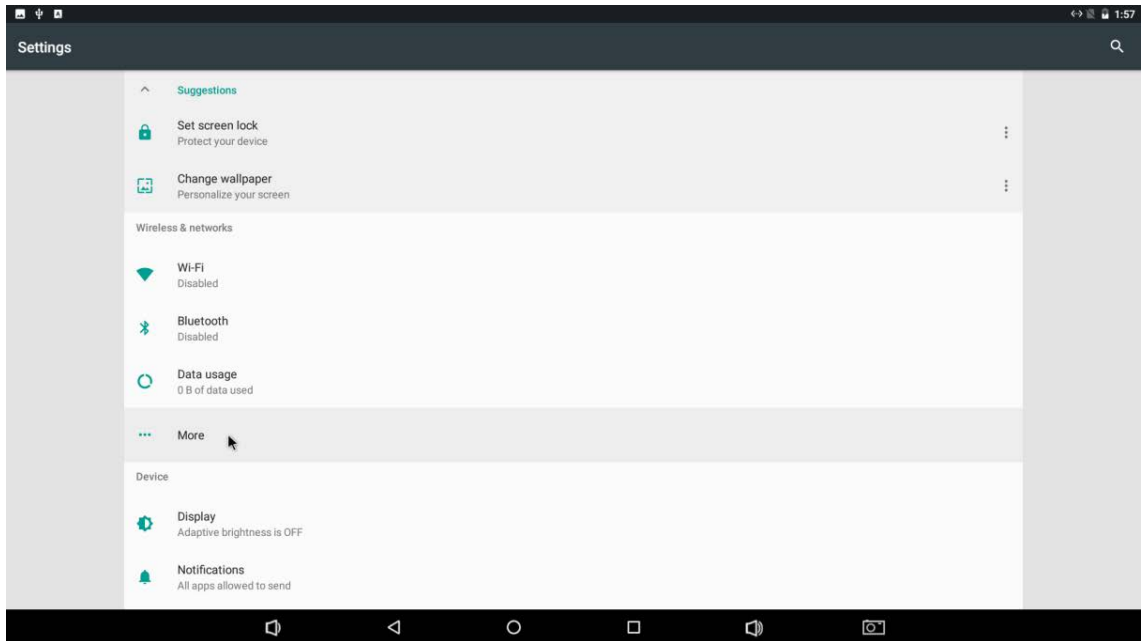 1:57
Settings
Suggestions
Set screen lock
Protect your device
Change wallpaper
Personalize your screen
Wireless & networks
Wi-Fi
Disabled
Bluetooth
Disabled
Data usage
0 B of data used
More
Device
Display
Adaptive brightness is OFF
Notifications
All apps allowed to send